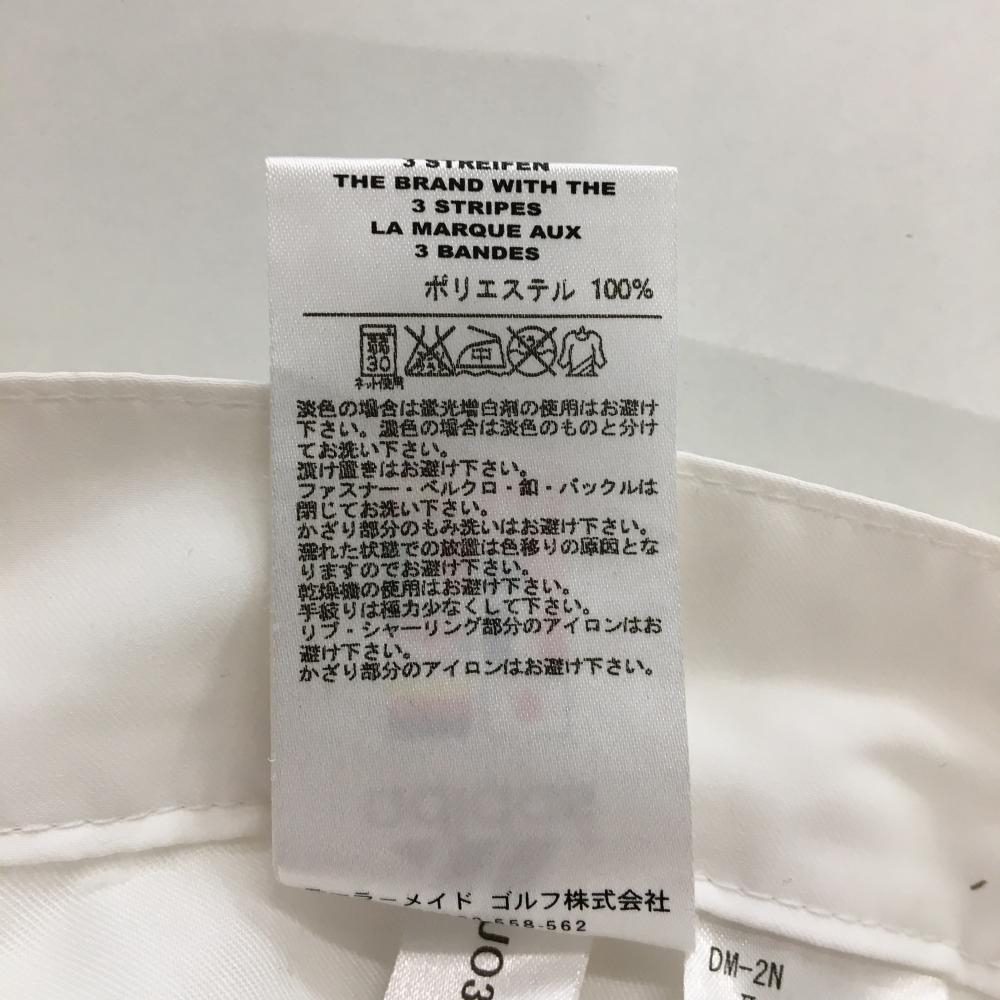 3 STREIFEN
THE BRAND WITH THE
3 STRIPES
LA MARQUE AUX
3 BANDES
ポリエステル 100%
弱
30
ネット使用
中
淡色の場合は蛍光増白剤の使用はお避け
下さい。濃色の場合は淡色のものと分け
てお洗い下さい。
漬け置きはお避け下さい。
ファスナー・ベルクロ・釦・バックルは
閉じてお洗い下さい。
かざり部分のもみ洗いはお避け下さい。
濡れた状態での放置は色移りの原因とな
りますのでお避け下さい。
乾燥機の使用はお避け下さい。
手絞りは極力少なくして下さい。
リブ・シャーリング部分のアイロンはお
避け下さい。
かざり部分のアイロンはお避け下さい。
ーラーメイド ゴルフ株式会社
558-562
J03
DM-2N